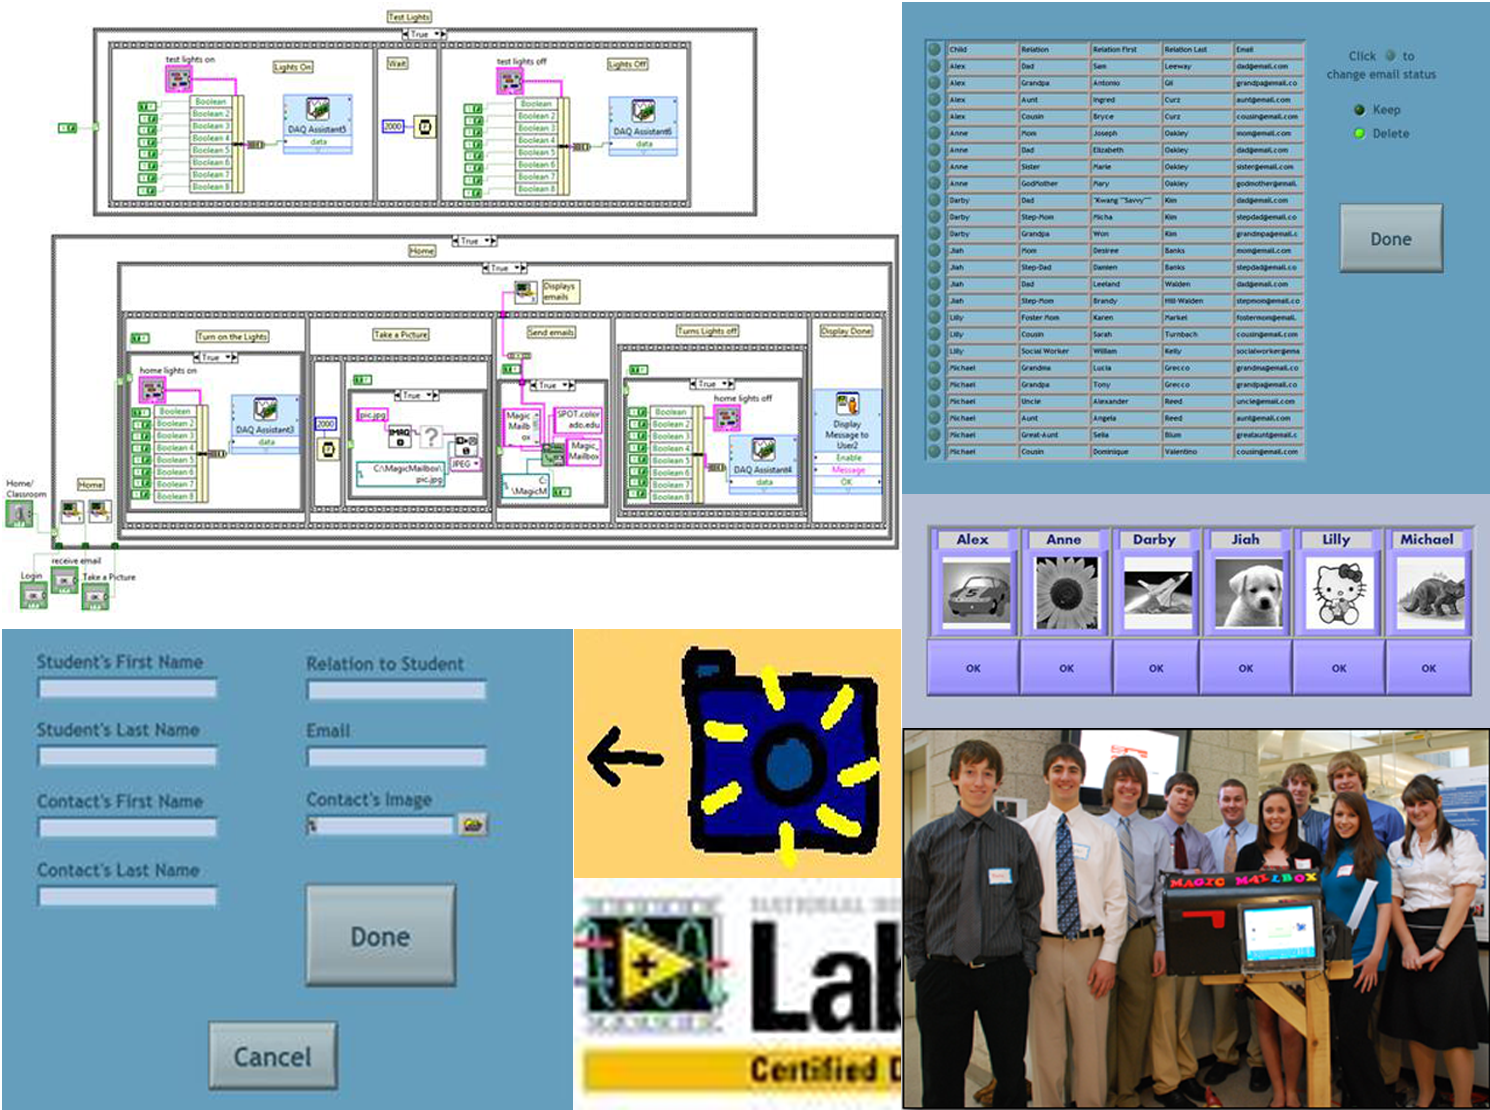 Test Lights
True
test lights on
Lights On
Wait
test lights off
Lights Off
Boolean
Boolean 2
Boolean 3
Boolean 4
Boolean 5
Boolean 6
Boolean 7
Boolean 8
DAQ Assistant5
data
2000
Boolean
Boolean 2
Boolean 3
Boolean 4
Boolean 5
Boolean 6
Boolean 7
Boolean 8
DAQ Assistant6
data
True
Home
True
Displays
emails
Turn on the Lights
Take a Picture
Send emails
Turns Lights off
Display Done
True
home lights on
Boolean
Boolean 2
Boolean 3
Boolean 4
Boolean 5
Boolean 6
Boolean 7
Boolean 8
DAQ Assistant3
data
2000
True
pic.jpg
IMAQ
?
JPEG
C:\MagicMailbox\
pic.jpg
True
Magic
Mailb
ox
SPOT.color
ado.edu
Magic_
Mailbox
C:
\MagicM
True
home lights off
Boolean
Boolean 2
Boolean 3
Boolean 4
Boolean 5
Boolean 6
Boolean 7
Boolean 8
DAQ Assistant4
data
Display
Message to
User2
Enable
Message
OK
Home/
Classroom
Home
receive email
Login
OK
Take a Picture
OK
OK
Child Relation Relation First Relation Last Email
Alex Dad Sam Leeway dad@email.com
Alex Grandpa Antonio Gil grandpa@email.co
Alex Aunt Ingred Curz aunt@email.com
Alex Cousin Bryce Curz cousin@email.com
Anne Mom Joseph Oakley mom@email.com
Anne Dad Elizabeth Oakley dad@email.com
Anne Sister Marie Oakley sister@email.com
Anne GodMother Mary Oakley godmother@email.
Darby Dad "Kwang ""Savvy""" Kim dad@email.com
Darby Step-Mom Micha Kim stepdad@email.co
Darby Grandpa Won Kim grandmpa@email.c
Jiah Mom Desiree Banks mom@email.com
Jiah Step-Dad Damien Banks stepdad@email.co
Jiah Dad Leeland Walden dad@email.com
Jiah Step-Mom Brandy Hill-Walden stepmom@email.co
Lilly Foster Mom Karen Markel fostermom@email.
Lilly Cousin Sarah Turnbach cousin@email.com
Lilly Social Worker William Kelly socialworker@ema
Michael Grandma Lucia Grecco grandma@email.co
Michael Grandpa Tony Grecco grandpa@email.co
Michael Uncle Alexander Reed uncle@email.com
Michael Aunt Angela Reed aunt@email.com
Michael Great-Aunt Selia Blum greataunt@email.c
Michael Cousin Dominique Valentino cousin@email.com
Click to
change email status
Keep
Delete
Done
Alex Anne Darby Jiah Lilly Michael
5
OK OK OK OK OK OK
Student's First Name
Student's Last Name
Contact's First Name
Contact's Last Name
Relation to Student
Email
Contact's Image
Done
Cancel
NATIONAL
Lab
Certified
MAGIC MAILBOX